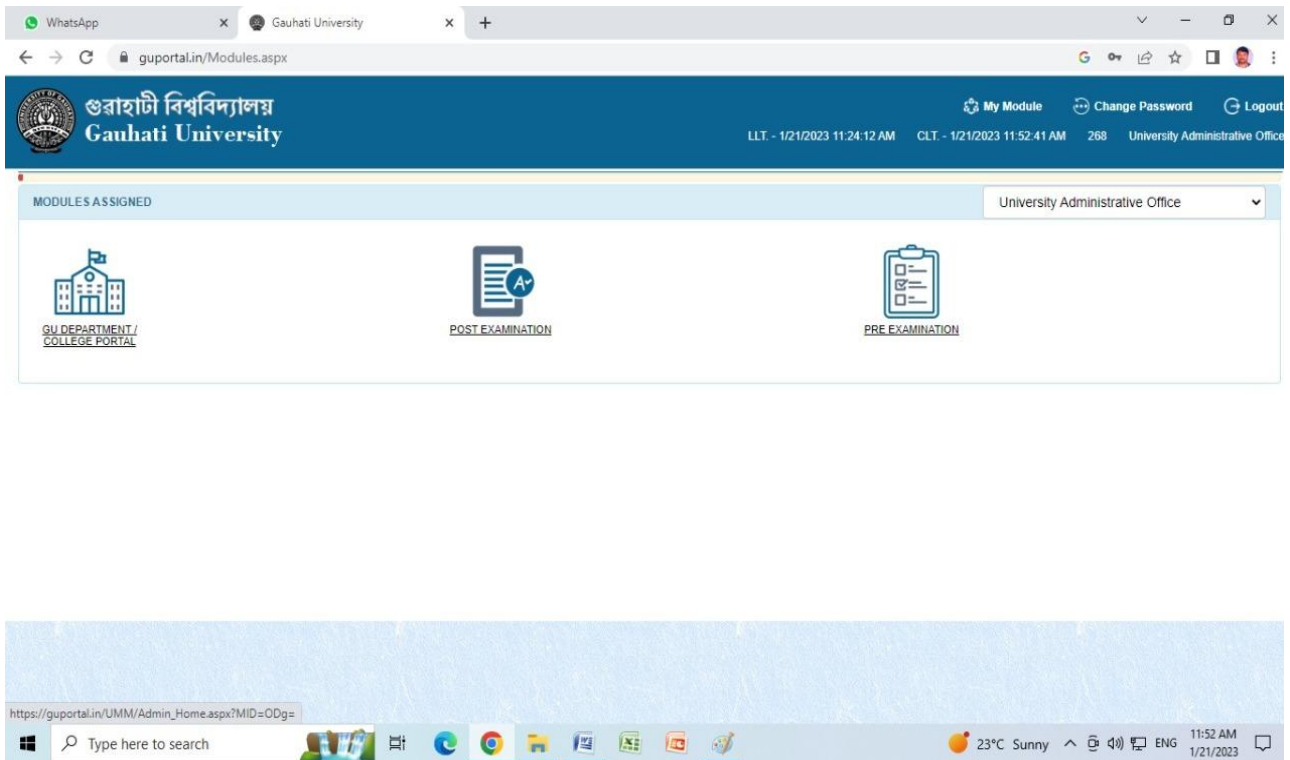 WhatsApp
Gauhati University
guportal.in/Modules.aspx
গুৱাহাটী বিশ্ববিদ্যালয়
Gauhati University
My Module Change Password Logout
LLT. - 1/21/2023 11:24:12 AM CLT. - 1/21/2023 11:52:41 AM 268 University Administrative Office
MODULES ASSIGNED
University Administrative Office
A+
GU DEPARTMENT /
COLLEGE PORTAL
POST EXAMINATION
PRE EXAMINATION
https://guportal.in/UMM/Admin_Home.aspx?MID=ODg=
Type here to search
23°C Sunny
ENG
11:52 AM
1/21/2023